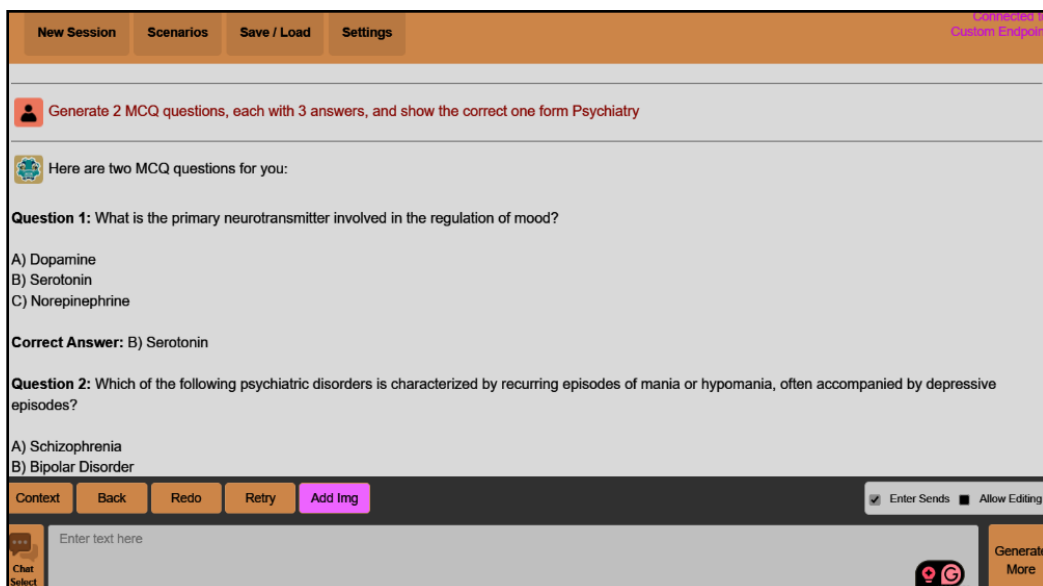 New Session Scenarios Save / Load Settings
Connected t
Custom Endpoin
Generate 2 MCQ questions, each with 3 answers, and show the correct one form Psychiatry
Here are two MCQ questions for you:
Question 1: What is the primary neurotransmitter involved in the regulation of mood?
A) Dopamine
B) Serotonin
C) Norepinephrine
Correct Answer: B) Serotonin
Question 2: Which of the following psychiatric disorders is characterized by recurring episodes of mania or hypomania, often accompanied by depressive
episodes?
A) Schizophrenia
B) Bipolar Disorder
Context Back Redo Retry Add Img Enter Sends Allow Editing
Enter text here
Chat
Select
Generate
More